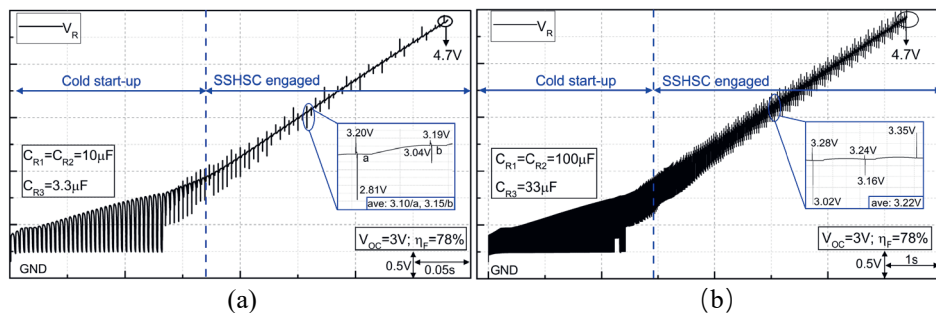 V_R
4.7V
Cold start-up
SSHSC engaged
3.20V
3.19V
a
3.04V
b
2.81V
ave: 3.10/a, 3.15/b
C_R1=C_R2=10μF
C_R3=3.3μF
V_OC=3V; η_F=78%
GND
0.5V
0.05s
(a)
V_R
4.7V
Cold start-up
SSHSC engaged
3.35V
3.28V
3.24V
3.16V
3.02V
ave: 3.22V
C_R1=C_R2=100μF
C_R3=33μF
V_OC=3V; η_F=78%
GND
0.5V
1s
(b)